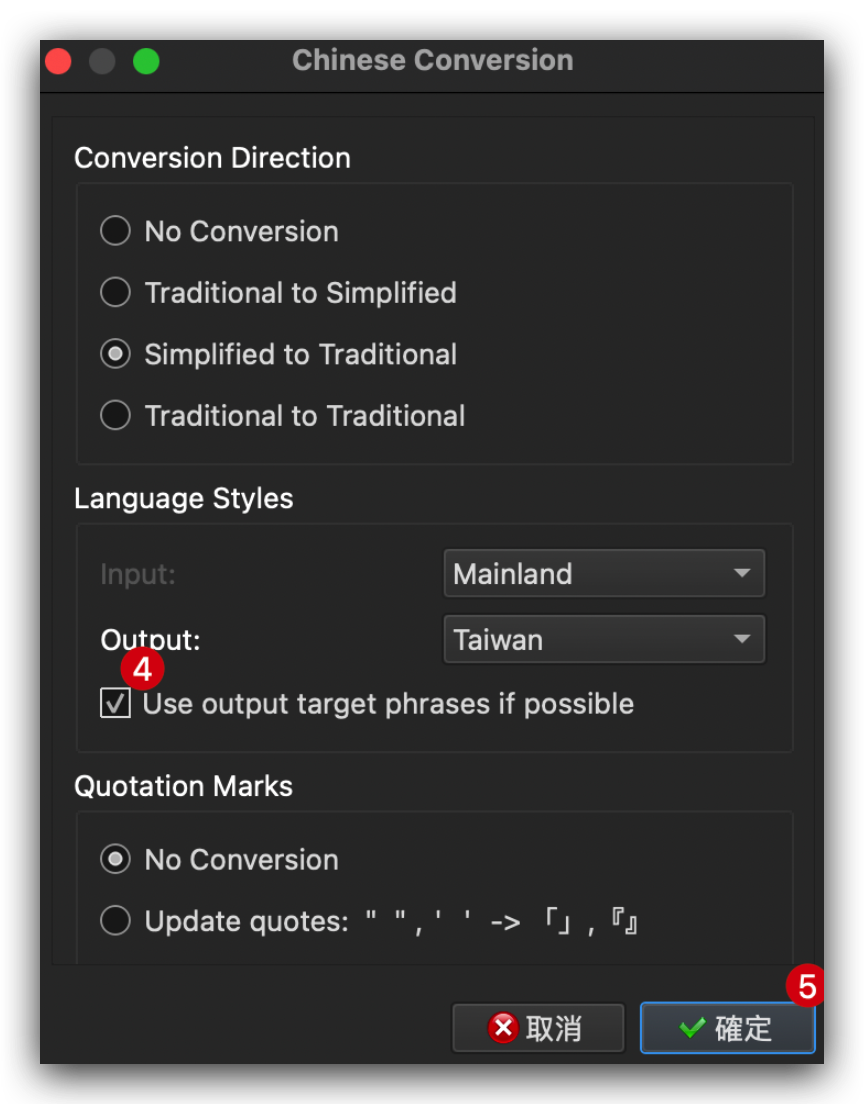 Chinese Conversion
Conversion Direction
No Conversion
Traditional to Simplified
Simplified to Traditional
Traditional to Traditional
Language Styles
Input: Mainland
Output: Taiwan
4
Use output target phrases if possible
Quotation Marks
No Conversion
Update quotes: " ",' ' -> 「」,『』
5
取消 確定